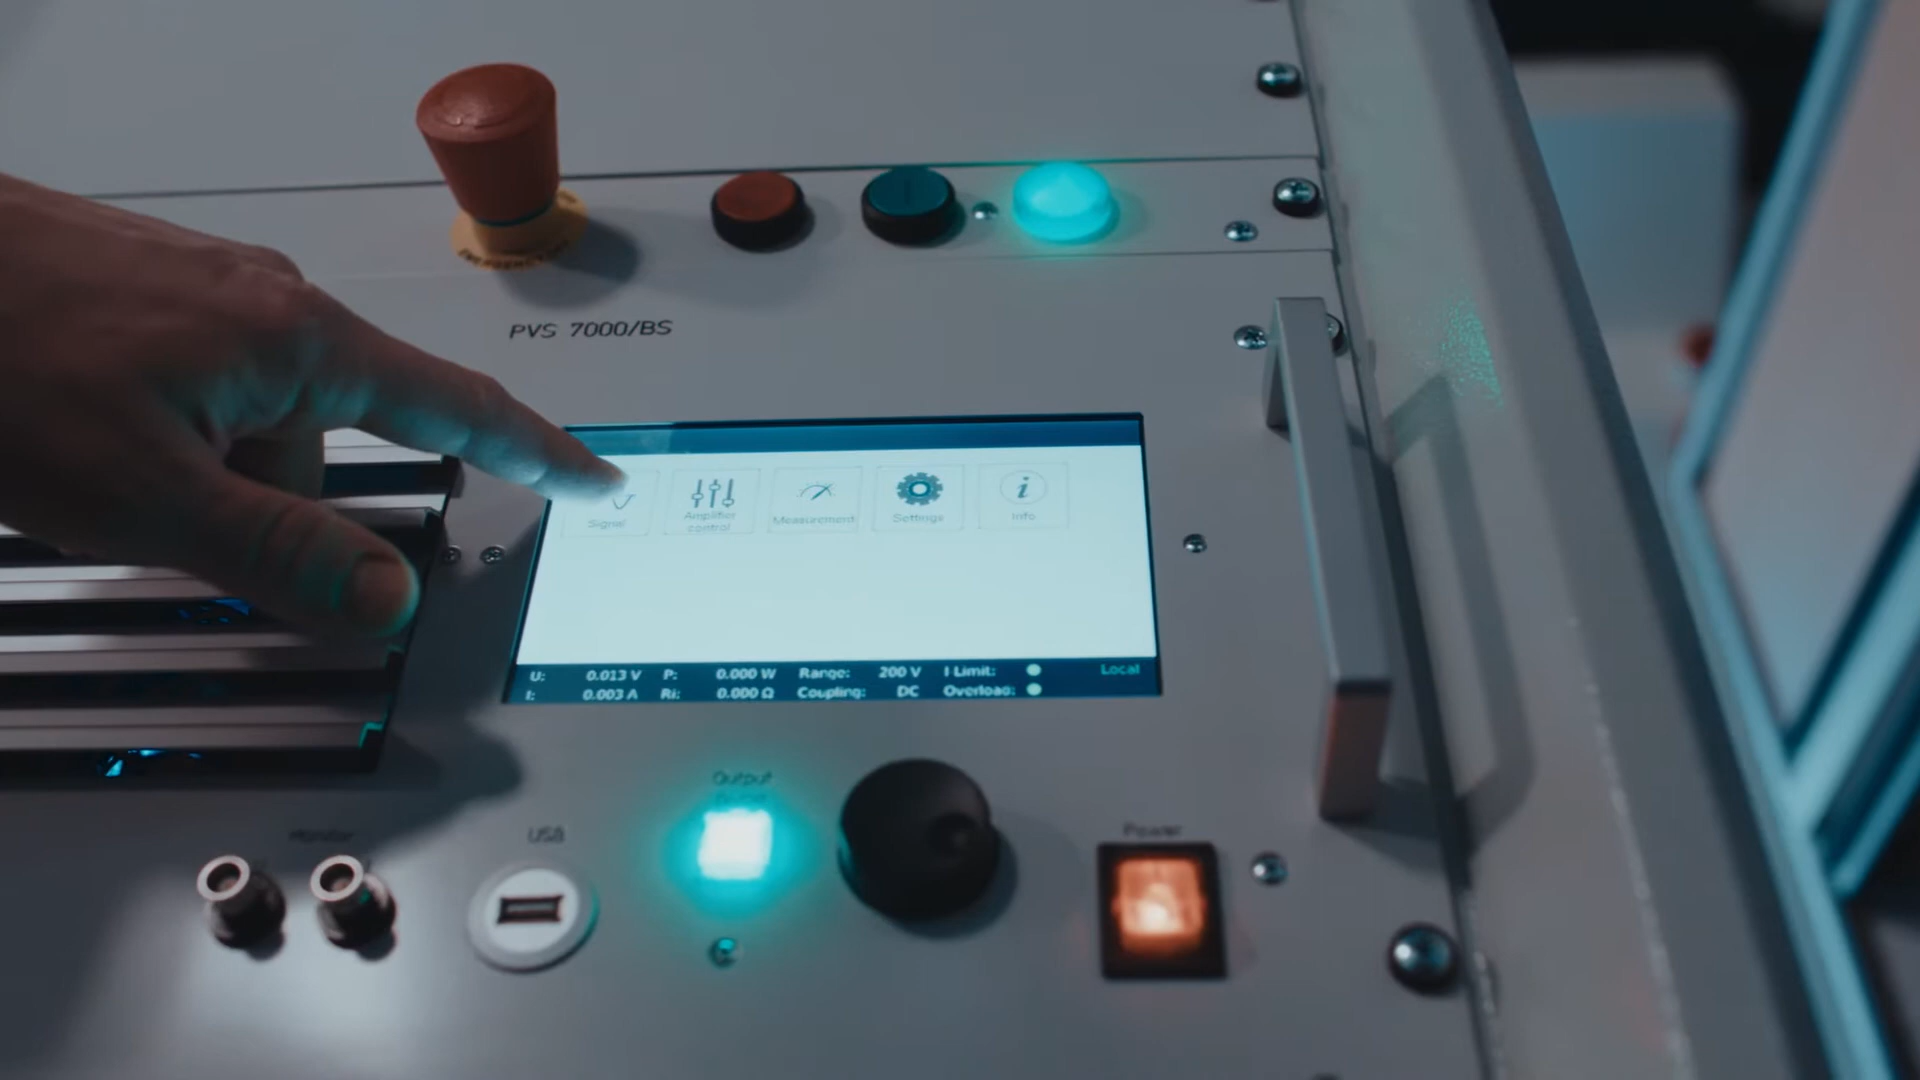 PVS 7000/BS
Signal
Amplifier
control
Measurement
Settings
i
Info
U: 0.013 V P: 0.000 W Range: 200 V I Limit: Local
I: 0.003 A Ri: 0.000 Ω Coupling: DC Overload:
Output
Monitor
USB
Power